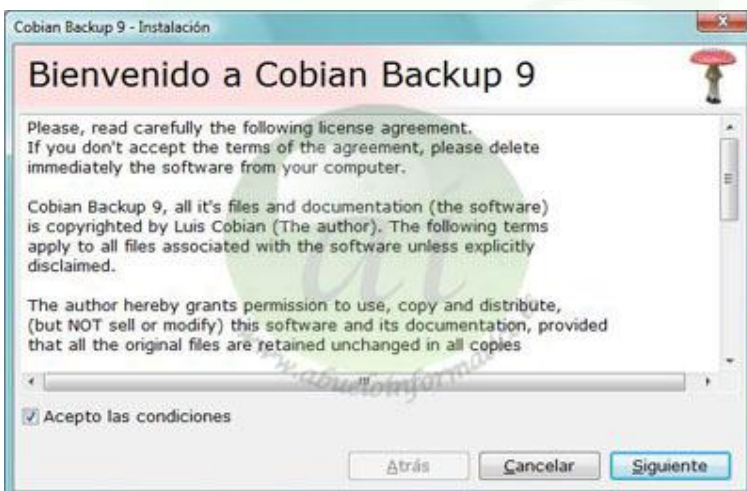 Cobian Backup 9 - Instalación
Bienvenido a Cobian Backup 9
Please, read carefully the following license agreement.
If you don't accept the terms of the agreement, please delete
immediately the software from your computer.
Cobian Backup 9, all it's files and documentation (the software)
is copyrighted by Luis Cobian (The author). The following terms
apply to all files associated with the software unless explicitly
disclaimed.
The author hereby grants permission to use, copy and distribute,
(but NOT sell or modify) this software and its documentation, provided
that all the original files are retained unchanged in all copies
Acepto las condiciones
Atrás
Cancelar
Siguiente
ai